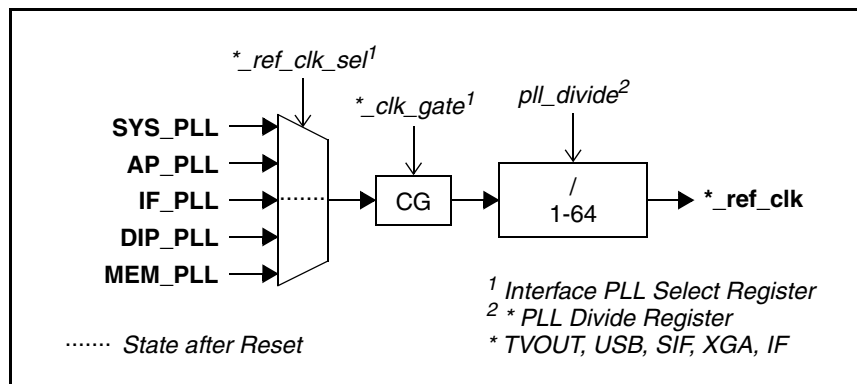 *_ref_clk_sel1
*_clk_gate1
pll_divide2
SYS_PLL
AP_PLL
IF_PLL
DIP_PLL
MEM_PLL
CG
/
1-64
*_ref_clk
1 Interface PLL Select Register
2 * PLL Divide Register
* TVOUT, USB, SIF, XGA, IF
State after Reset